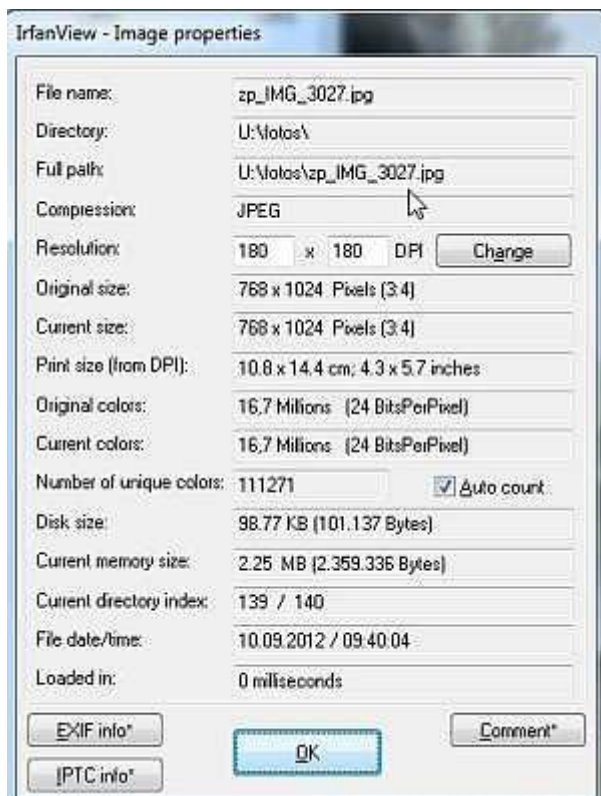 IrfanView - Image properties
File name: zp_IMG_3027.jpg
Directory: U:\fotos\
Full path: U:\fotos\zp_IMG_3027.jpg
Compression: JPEG
Resolution: 180 x 180 DPI Change
Original size: 768 x 1024 Pixels (3:4)
Current size: 768 x 1024 Pixels (3:4)
Print size (from DPI): 10.8 x 14.4 cm; 4.3 x 5.7 inches
Original colors: 16,7 Millions (24 BitsPerPixel)
Current colors: 16,7 Millions (24 BitsPerPixel)
Number of unique colors: 111271 Auto count
Disk size: 98.77 KB (101.137 Bytes)
Current memory size: 2.25 MB (2.359.336 Bytes)
Current directory index: 139 / 140
File date/time: 10.09.2012 / 09:40:04
Loaded in: 0 milliseconds
EXIF info* OK Comment*
IPTC info*